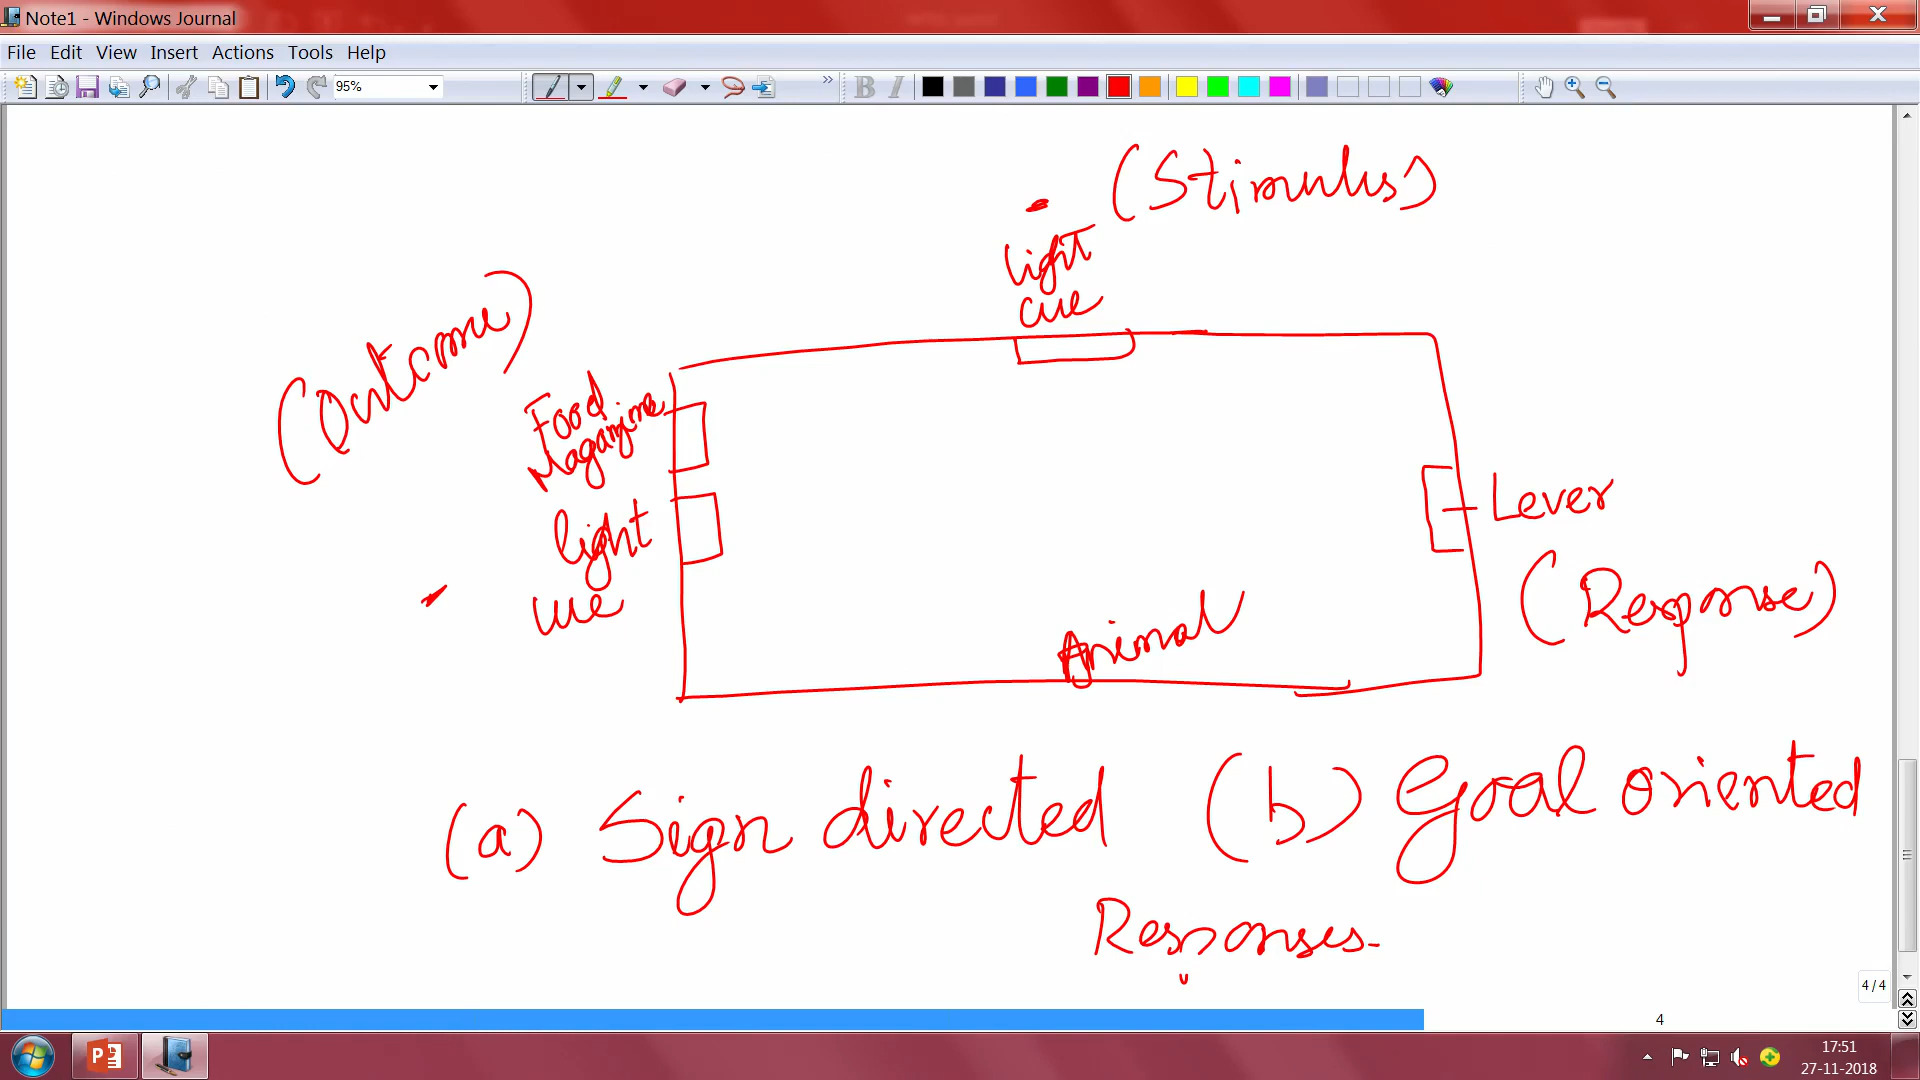 Note1 - Windows Journal
File Edit View Insert Actions Tools Help
95%
B I
(Stimulus)
light
cue
(Outcome)
Food
Magazine
light
cue
Lever
(Response)
Animal
(a) Sign directed (b) Goal oriented
Responses
4 / 4
4
17:51
27-11-2018